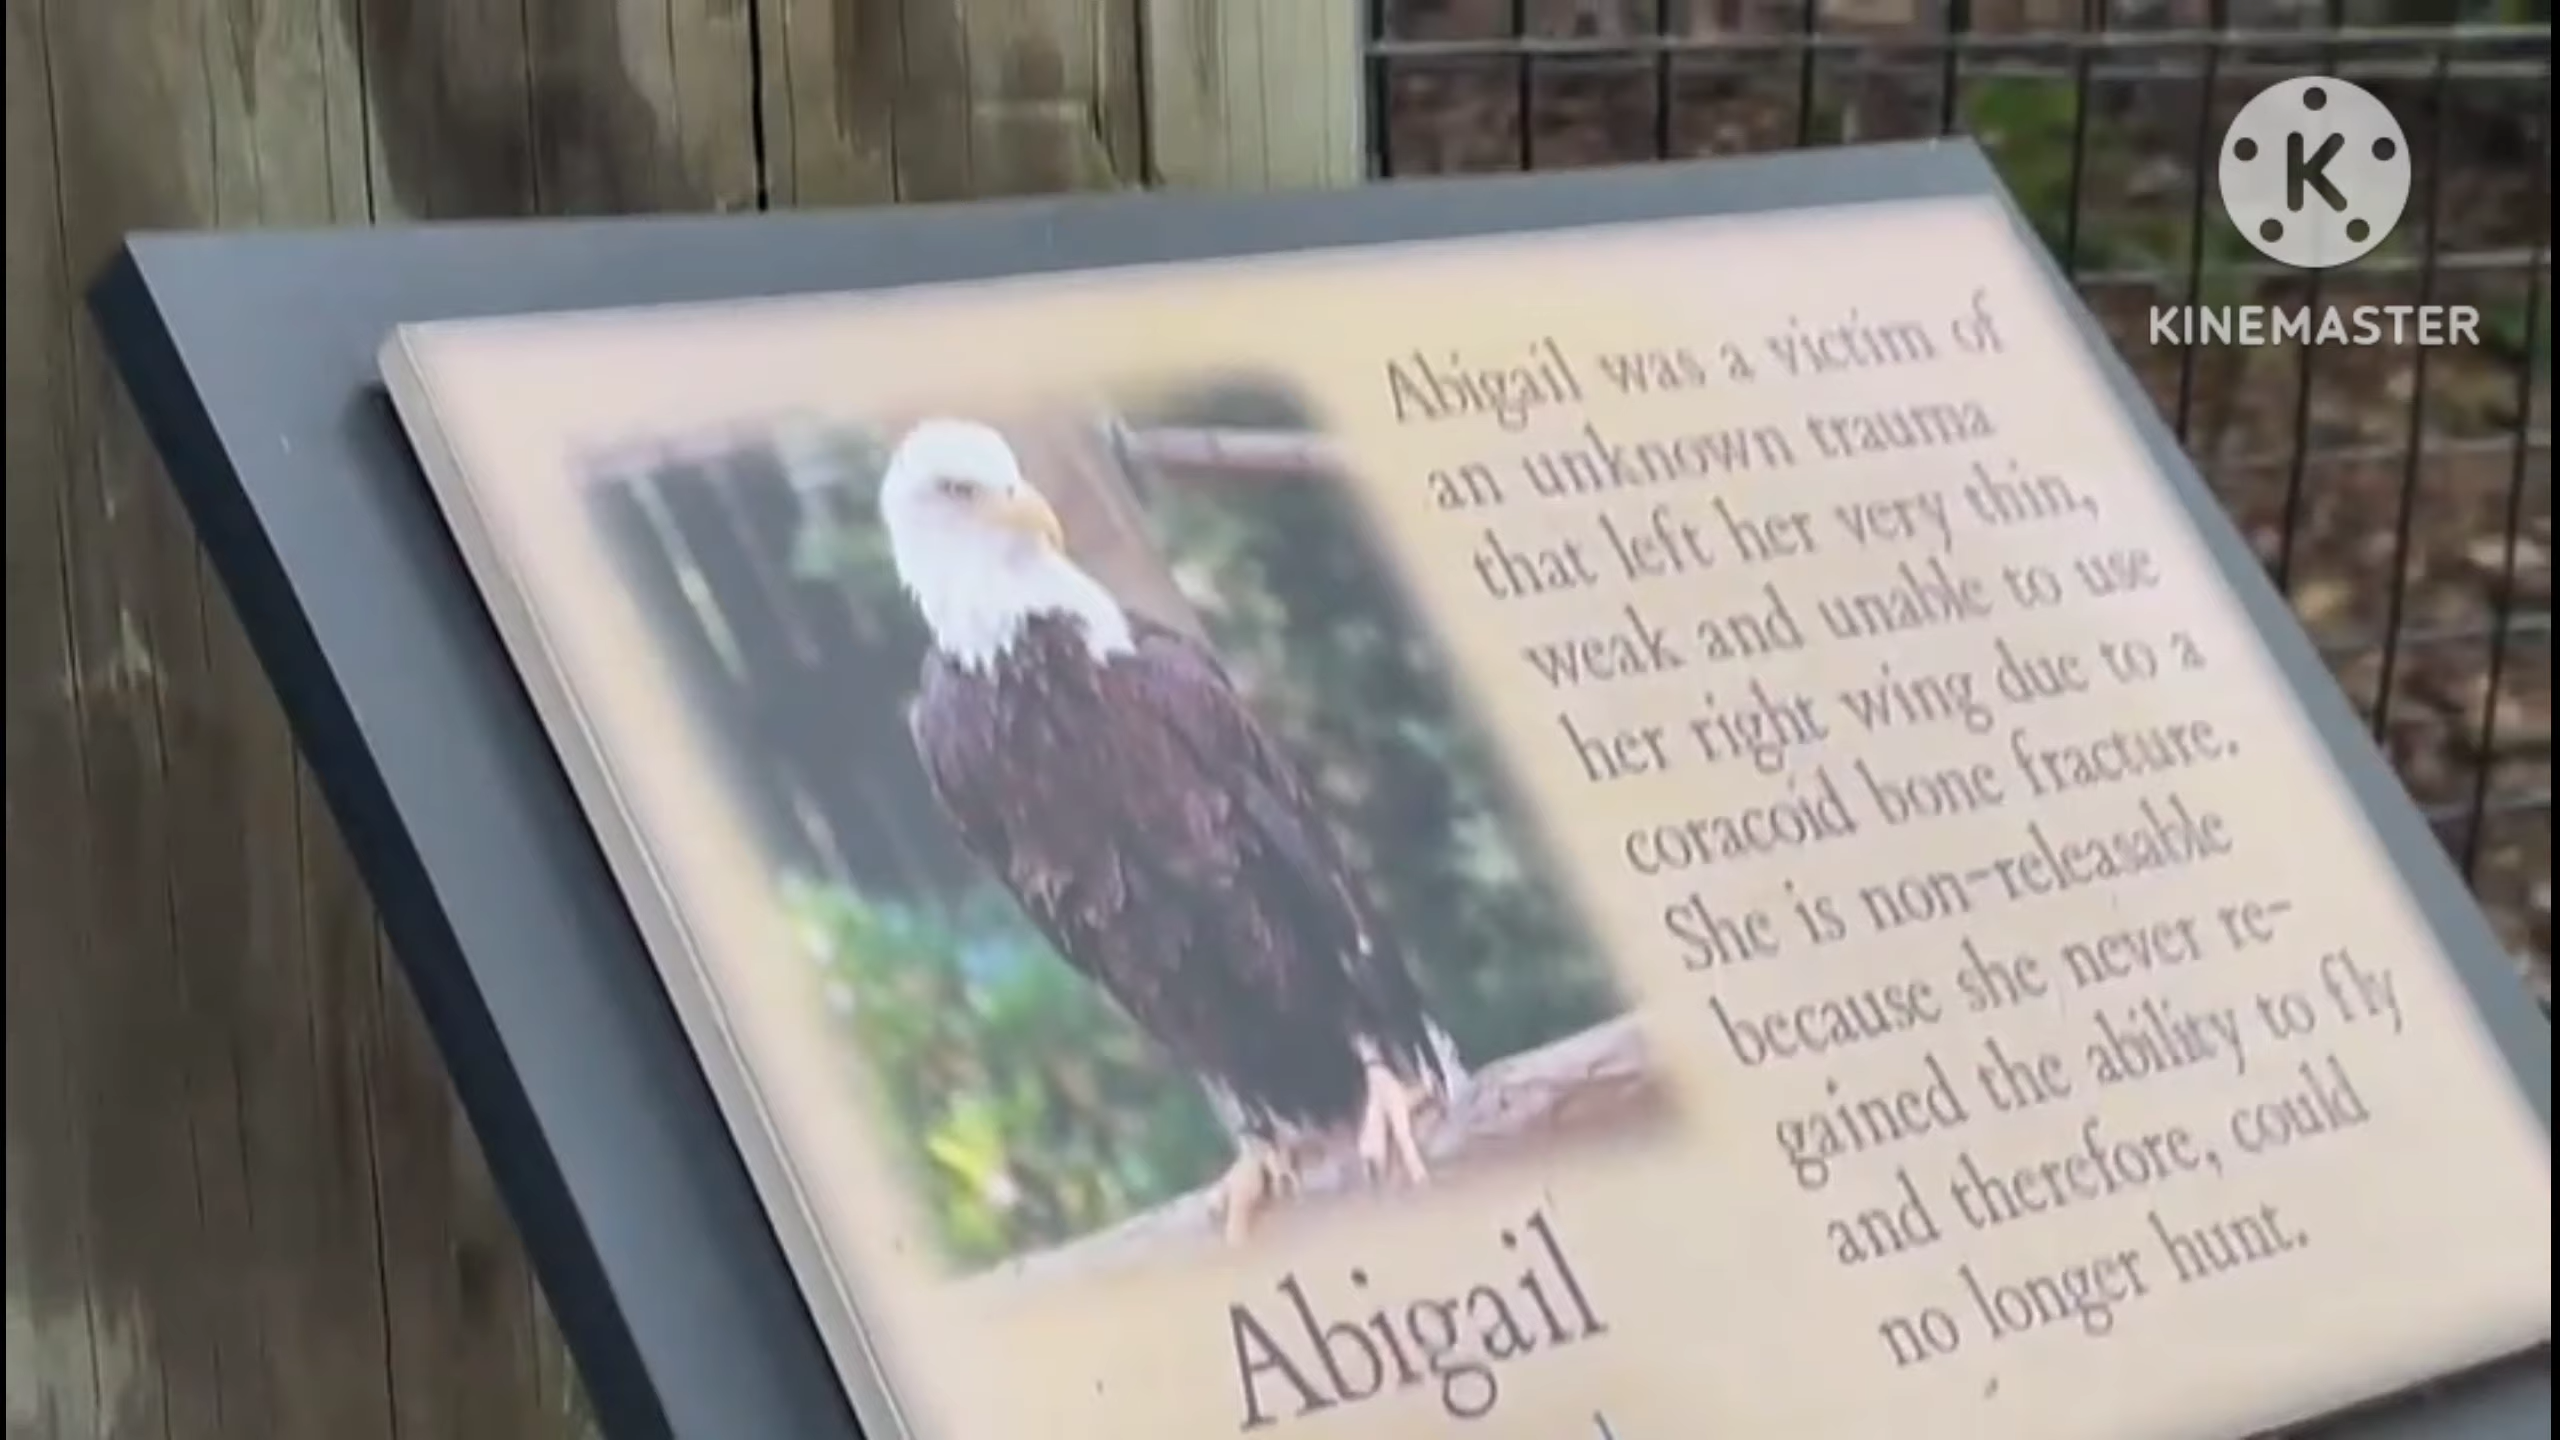 K
KINEMASTER
Abigail was a victim of
an unknown trauma
that left her very thin,
weak and unable to use
her right wing due to a
coracoid bone fracture.
She is non-releasable
because she never re-
gained the ability to fly
and therefore, could
no longer hunt.
Abigail